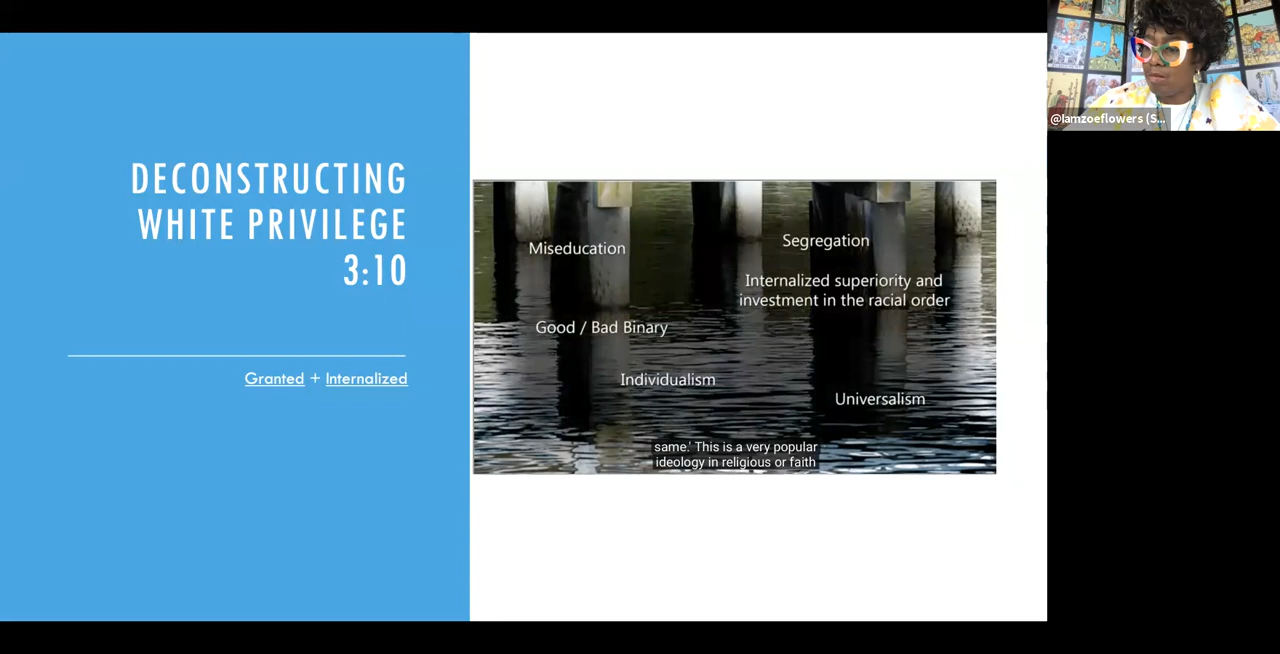 DECONSTRUCTING
WHITE PRIVILEGE
3:10
Granted + Internalized
Miseducation
Segregation
Internalized superiority and
investment in the racial order
Good / Bad Binary
Individualism
Universalism
same.' This is a very popular
ideology in religious or faith
@Iamzoeflowers (S...